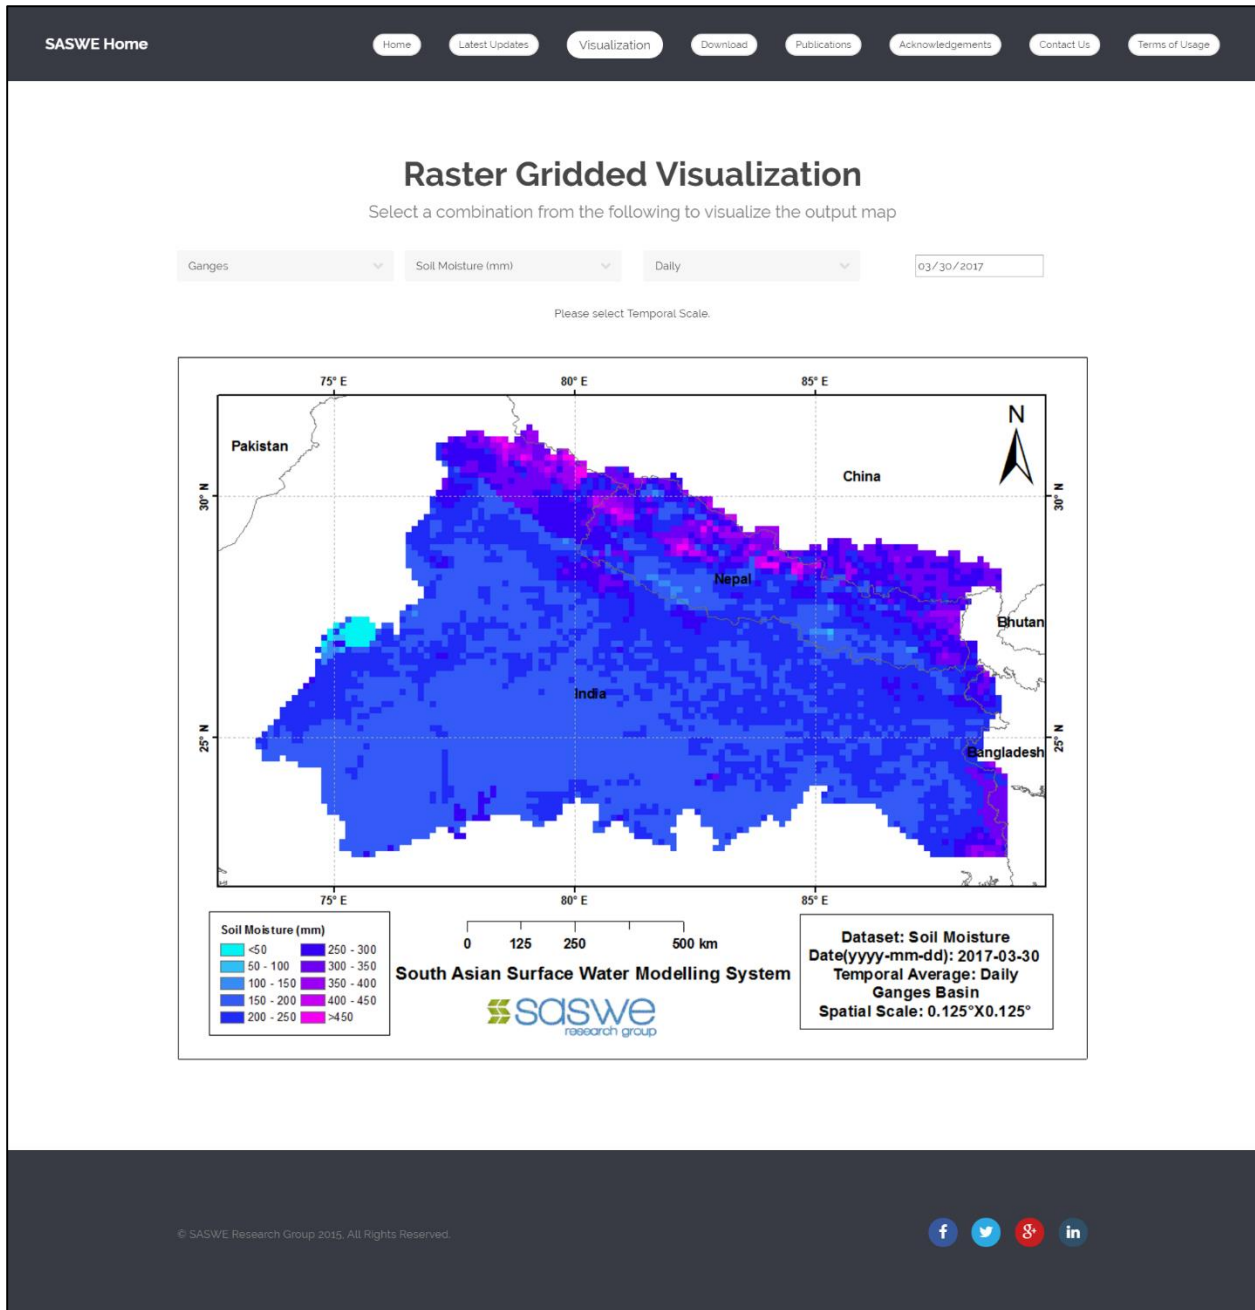 SASWE Home
Home
Latest Updates
Visualization
Download
Publications
Acknowledgements
Contact Us
Terms of Usage
Raster Gridded Visualization
Select a combination from the following to visualize the output map
Ganges
Soil Moisture (mm)
Daily
03/30/2017
Please select Temporal Scale.
75° E
80° E
85° E
N
Pakistan
China
30° N
30° N
Nepal
Bhutan
India
25° N
25° N
Bangladesh
75° E
80° E
85° E
Soil Moisture (mm)
<50
250 - 300
50 - 100
300 - 350
100 - 150
350 - 400
150 - 200
400 - 450
200 - 250
>450
0 125 250 500 km
South Asian Surface Water Modelling System
saswe
research group
Dataset: Soil Moisture
Date(yyyy-mm-dd): 2017-03-30
Temporal Average: Daily
Ganges Basin
Spatial Scale: 0.125°X0.125°
© SASWE Research Group 2015, All Rights Reserved.
f
g+
in